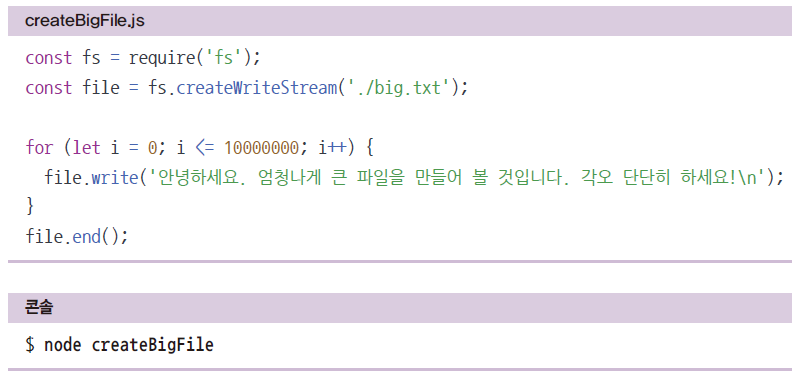 createBigFile.js
const fs = require('fs');
const file = fs.createWriteStream('./big.txt');
for (let i = 0; i <= 10000000; i++) {
  file.write('안녕하세요. 엄청나게 큰 파일을 만들어 볼 것입니다. 각오 단단히 하세요!\n');
}
file.end();
콘솔
$ node createBigFile